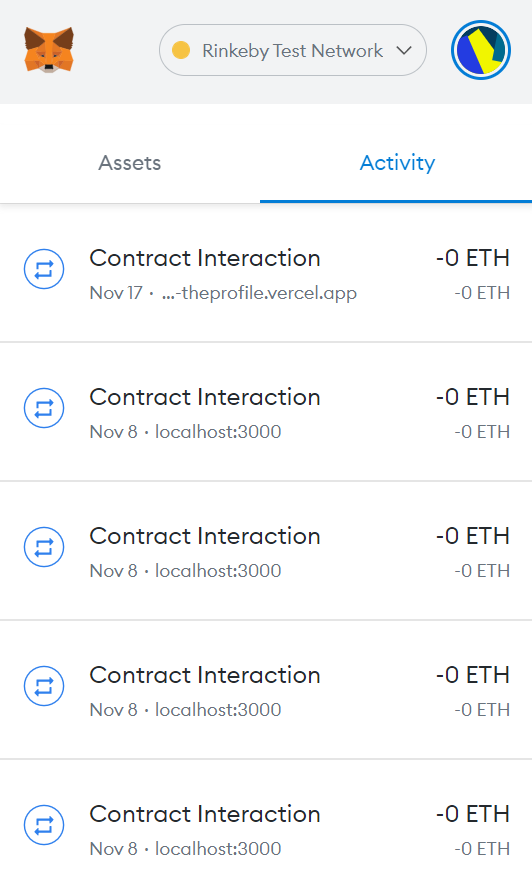 Rinkeby Test Network
Assets
Activity
Contract Interaction
-0 ETH
Nov 17 · ...-theprofile.vercel.app
-0 ETH
Contract Interaction
-0 ETH
Nov 8 · localhost:3000
-0 ETH
Contract Interaction
-0 ETH
Nov 8 · localhost:3000
-0 ETH
Contract Interaction
-0 ETH
Nov 8 · localhost:3000
-0 ETH
Contract Interaction
-0 ETH
Nov 8 · localhost:3000
-0 ETH